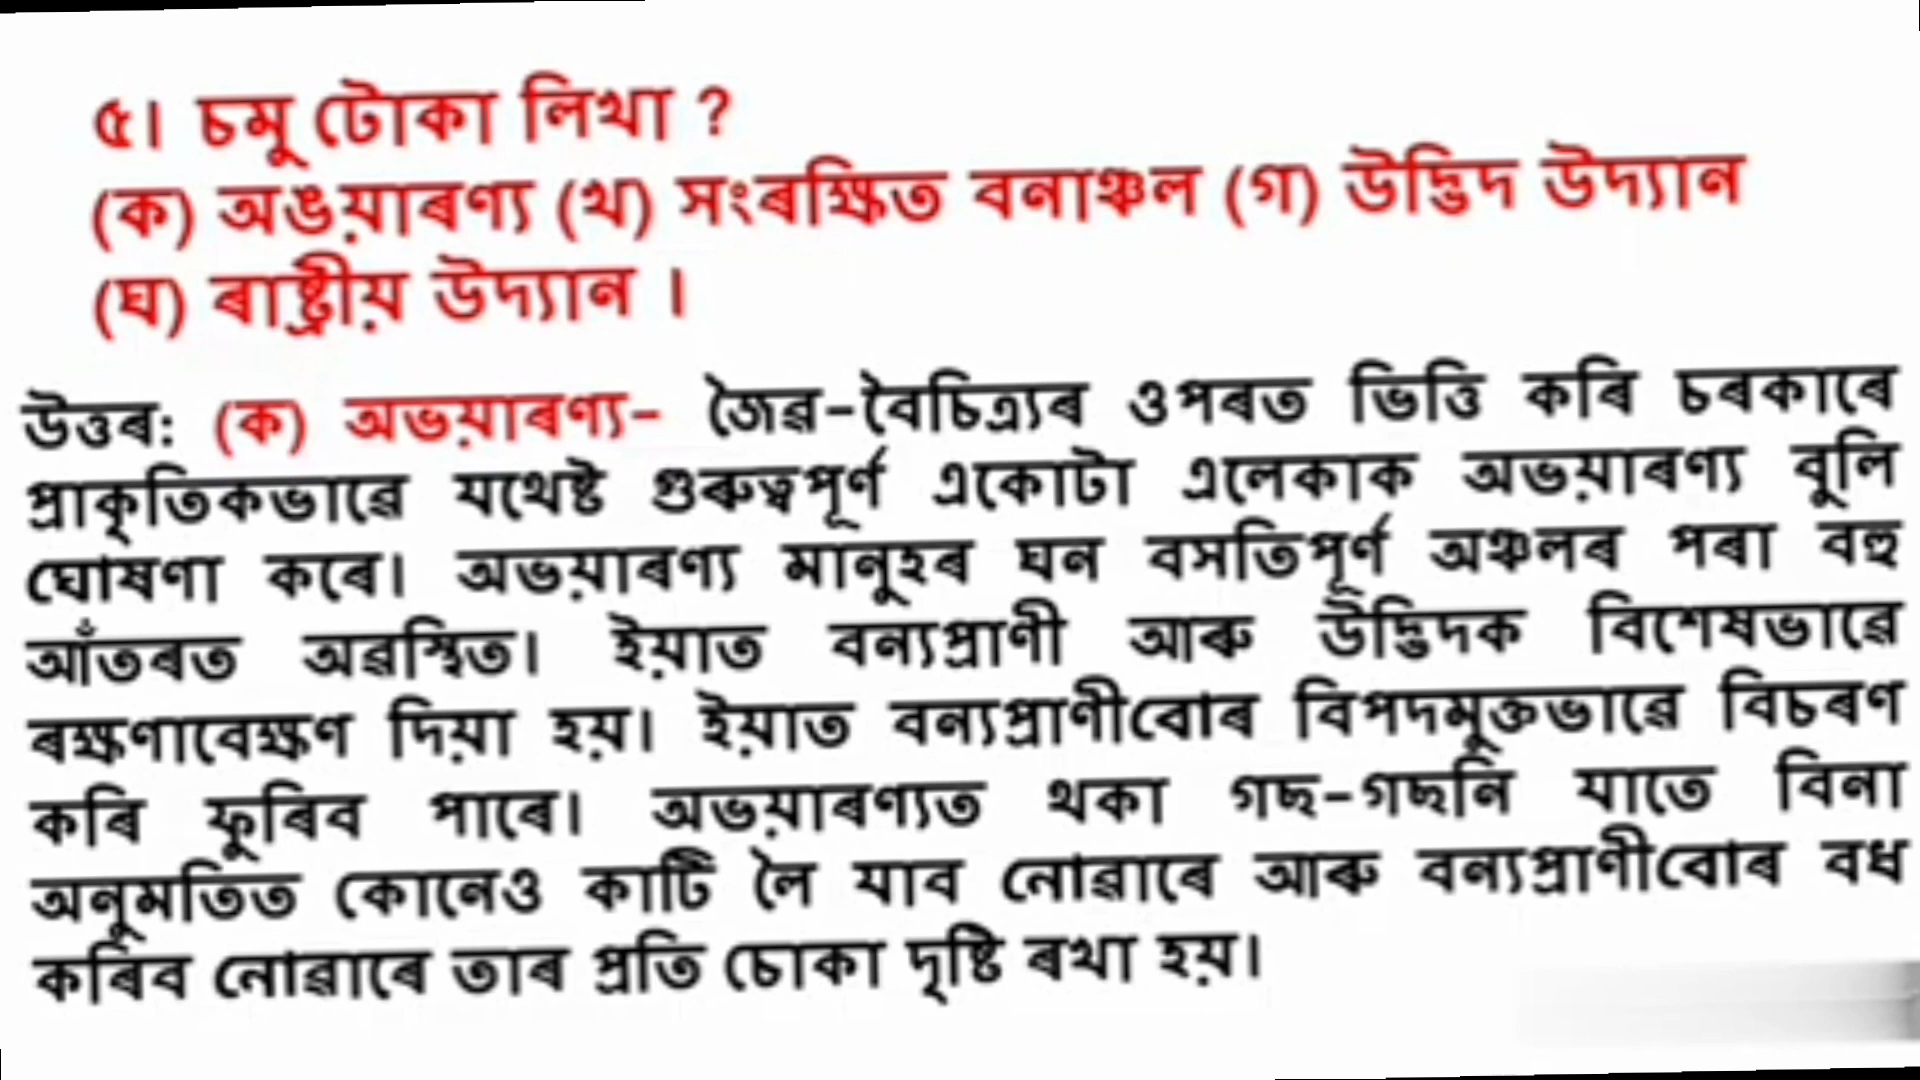 ৫। চমু টোকা লিখা ?
(ক) অঙয়াৰণ্য (খ) সংৰক্ষিত বনাঞ্চল (গ) উদ্ভিদ উদ্যান
(ঘ) ৰাষ্ট্ৰীয় উদ্যান ।
উত্তৰ: (ক) অভয়াৰণ্য- জৈৱ-বৈচিত্ৰ্যৰ ওপৰত ভিত্তি কৰি চৰকাৰে
প্ৰাকৃতিকভাৱে যথেষ্ট গুৰুত্বপূৰ্ণ একোটা এলেকাক অভয়াৰণ্য বুলি
ঘোষণা কৰে। অভয়াৰণ্য মানুহৰ ঘন বসতিপূৰ্ণ অঞ্চলৰ পৰা বহু
আঁতৰত অৱস্থিত। ইয়াত বন্যপ্ৰাণী আৰু উদ্ভিদক বিশেষভাৱে
ৰক্ষণাবেক্ষণ দিয়া হয়। ইয়াত বন্যপ্ৰাণীবোৰ বিপদমুক্তভাৱে বিচৰণ
কৰি ফুৰিব পাৰে। অভয়াৰণ্যত থকা গছ-গছনি যাতে বিনা
অনুমতিত কোনেও কাটি লৈ যাব নোৱাৰে আৰু বন্যপ্ৰাণীবোৰ বধ
কৰিব নোৱাৰে তাৰ প্ৰতি চোকা দৃষ্টি ৰখা হয়।